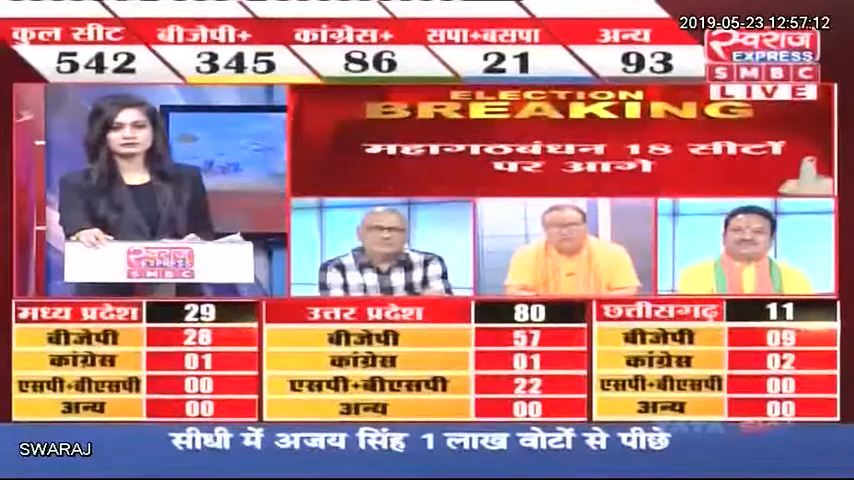 2019-05-23 12:57:12
कुल सीट बीजेपी+ कांग्रेस+ सपा+बसपा अन्य
542 345 86 21 93
स्वराज
EXPRESS
SMBC
LIVE
ELECTION
BREAKING
महागठबंधन 18 सीटों
पर आगे
स्वराज
EXPRESS
SMBC
मध्य प्रदेश 29
बीजेपी 28
कांग्रेस 01
एसपी+बीएसपी 00
अन्य 00
उत्तर प्रदेश 80
बीजेपी 57
कांग्रेस 01
एसपी+बीएसपी 22
अन्य 00
छत्तीसगढ़ 11
बीजेपी 09
कांग्रेस 02
एसपी+बीएसपी 00
अन्य 00
सीधी में अजय सिंह 1 लाख वोटों से पीछे
SWARAJ